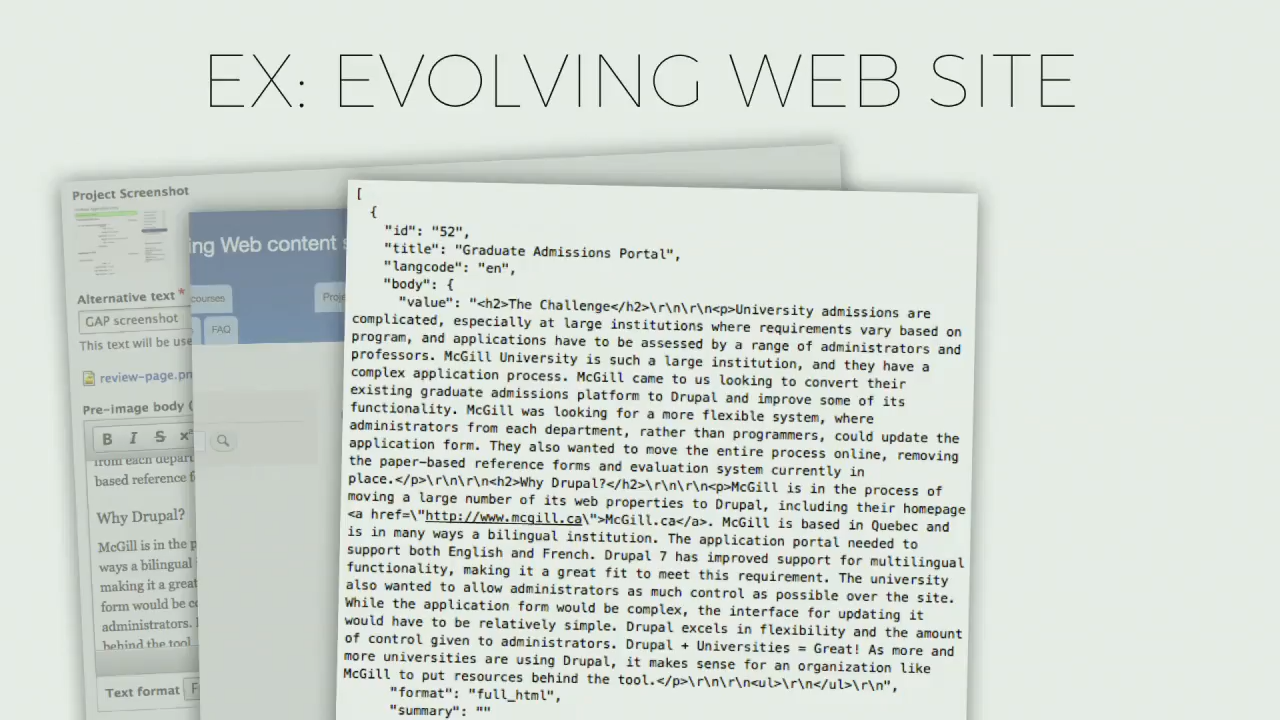 EX: EVOLVING WEB SITE
Project Screenshot
Alternative text *
GAP screenshot
This text will be use
review-page.pn
Pre-image body (
B I S x
from each depart
based reference f
Why Drupal?
McGill is in the p
ways a bilingual
making it a great
form would be co
administrators.
behind the tool
Text format
ing Web content s
courses
Proje
FAQ
[
{
"id": "52",
"title": "Graduate Admissions Portal",
"langcode": "en",
"body": {
"value": "<h2>The Challenge</h2>\r\n\r\n<p>University admissions are
complicated, especially at large institutions where requirements vary based on
program, and applications have to be assessed by a range of administrators and
professors. McGill University is such a large institution, and they have a
complex application process. McGill came to us looking to convert their
existing graduate admissions platform to Drupal and improve some of its
functionality. McGill was looking for a more flexible system, where
administrators from each department, rather than programmers, could update the
application form. They also wanted to move the entire process online, removing
the paper-based reference forms and evaluation system currently in
place.</p>\r\n\r\n<h2>Why Drupal?</h2>\r\n\r\n<p>McGill is in the process of
moving a large number of its web properties to Drupal, including their homepage
<a href=\"http://www.mcgill.ca\">McGill.ca</a>. McGill is based in Quebec and
is in many ways a bilingual institution. The application portal needed to
support both English and French. Drupal 7 has improved support for multilingual
functionality, making it a great fit to meet this requirement. The university
also wanted to allow administrators as much control as possible over the site.
While the application form would be complex, the interface for updating it
would have to be relatively simple. Drupal excels in flexibility and the amount
of control given to administrators. Drupal + Universities = Great! As more and
more universities are using Drupal, it makes sense for an organization like
McGill to put resources behind the tool.</p>\r\n\r\n<ul>\r\n</ul>\r\n",
"format": "full_html",
"summary": ""